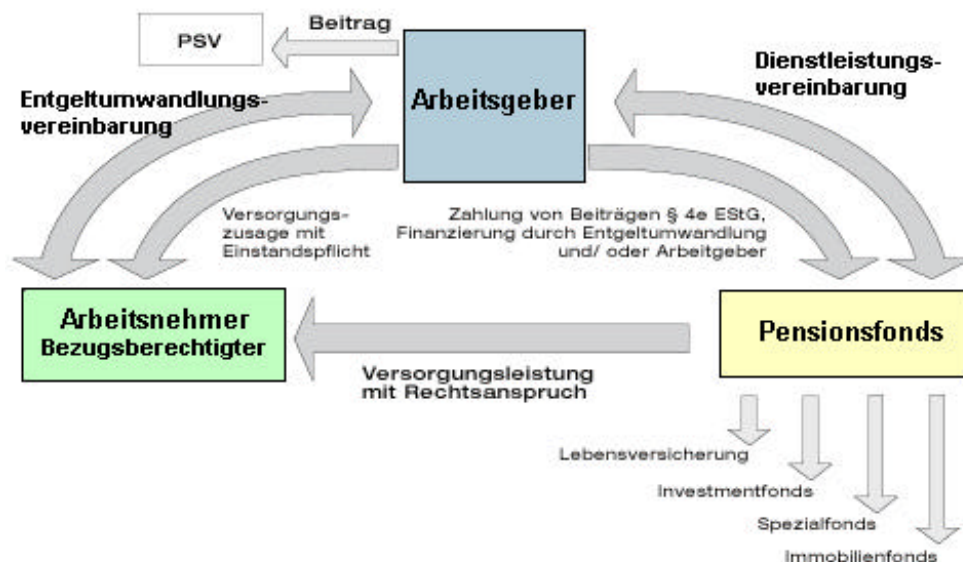 PSV
Beitrag
Arbeitsgeber
Dienstleistungs-
vereinbarung
Entgeltumwandlungs-
vereinbarung
Versorgungs-
zusage mit
Einstandspflicht
Zahlung von Beiträgen § 4e EStG,
Finanzierung durch Entgeltumwandlung
und/ oder Arbeitgeber
Arbeitsnehmer
Bezugsberechtigter
Pensionsfonds
Versorgungsleistung
mit Rechtsanspruch
Lebensversicherung
Investmentfonds
Spezialfonds
Immobilienfonds